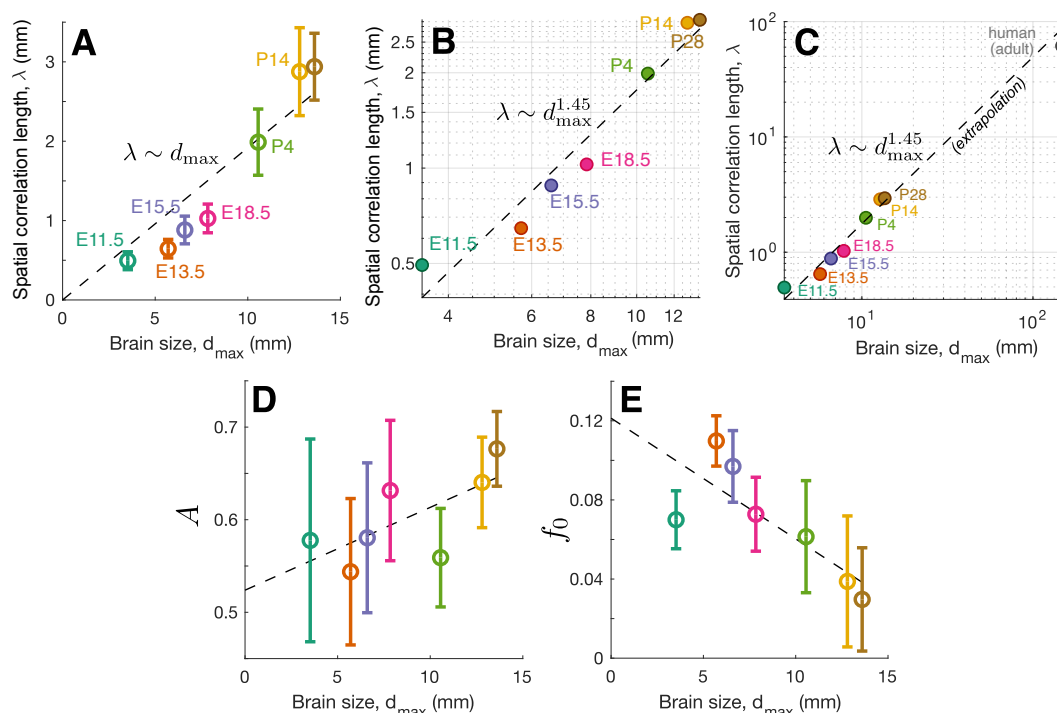 A
Spatial correlation length, λ (mm)
3
2
1
0
P14
P4
λ ∼ d_max
E15.5
E18.5
E11.5
E13.5
0 5 10 15
Brain size, d_max (mm)
B
Spatial correlation length, λ (mm)
2.5
2
1.5
1
0.5
P14
P28
P4
λ ∼ d_max^1.45
E18.5
E15.5
E11.5
E13.5
4 6 8 10 12
Brain size, d_max (mm)
C
Spatial correlation length, λ
10^2
10^1
10^0
human
(adult)
(extrapolation)
λ ∼ d_max^1.45
P28
P14
P4
E18.5
E15.5
E13.5
E11.5
10^1 10^2
Brain size, d_max (mm)
D
A
0.7
0.6
0.5
0 5 10 15
Brain size, d_max (mm)
E
f_0
0.12
0.08
0.04
0
0 5 10 15
Brain size, d_max (mm)